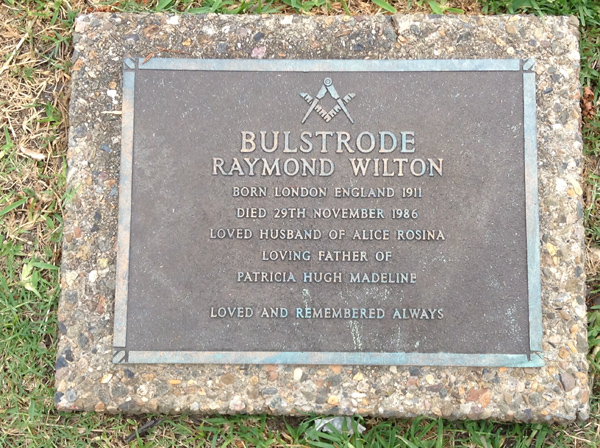 BULSTRODE
RAYMOND WILTON
BORN LONDON ENGLAND 1911
DIED 29TH NOVEMBER 1986
LOVED HUSBAND OF ALICE ROSINA
LOVING FATHER OF
PATRICIA HUGH MADELINE
LOVED AND REMEMBERED ALWAYS